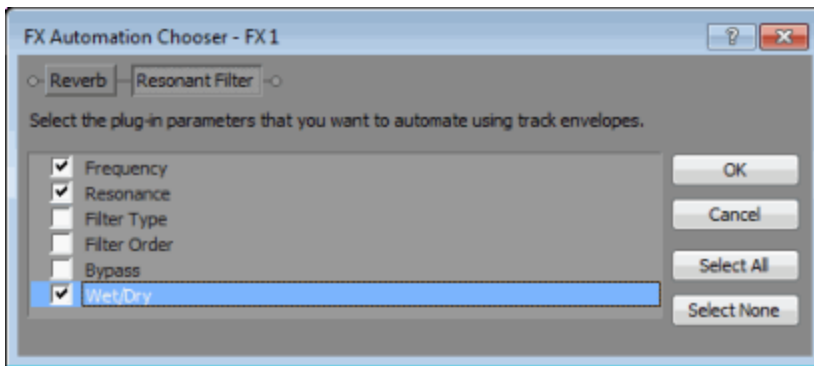 FX Automation Chooser - FX 1
Reverb Resonant Filter
Select the plug-in parameters that you want to automate using track envelopes.
Frequency
Resonance
Filter Type
Filter Order
Bypass
Wet/Dry
OK
Cancel
Select All
Select None